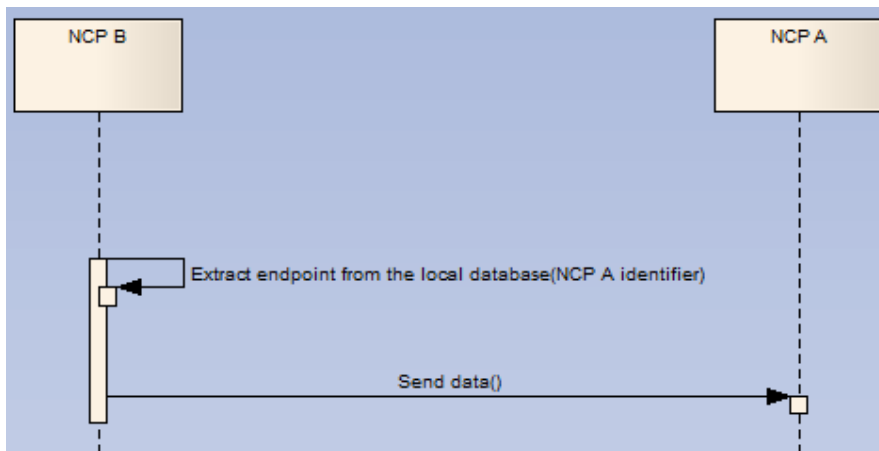 NCP B
NCP A
Extract endpoint from the local database(NCP A identifier)
Send data()